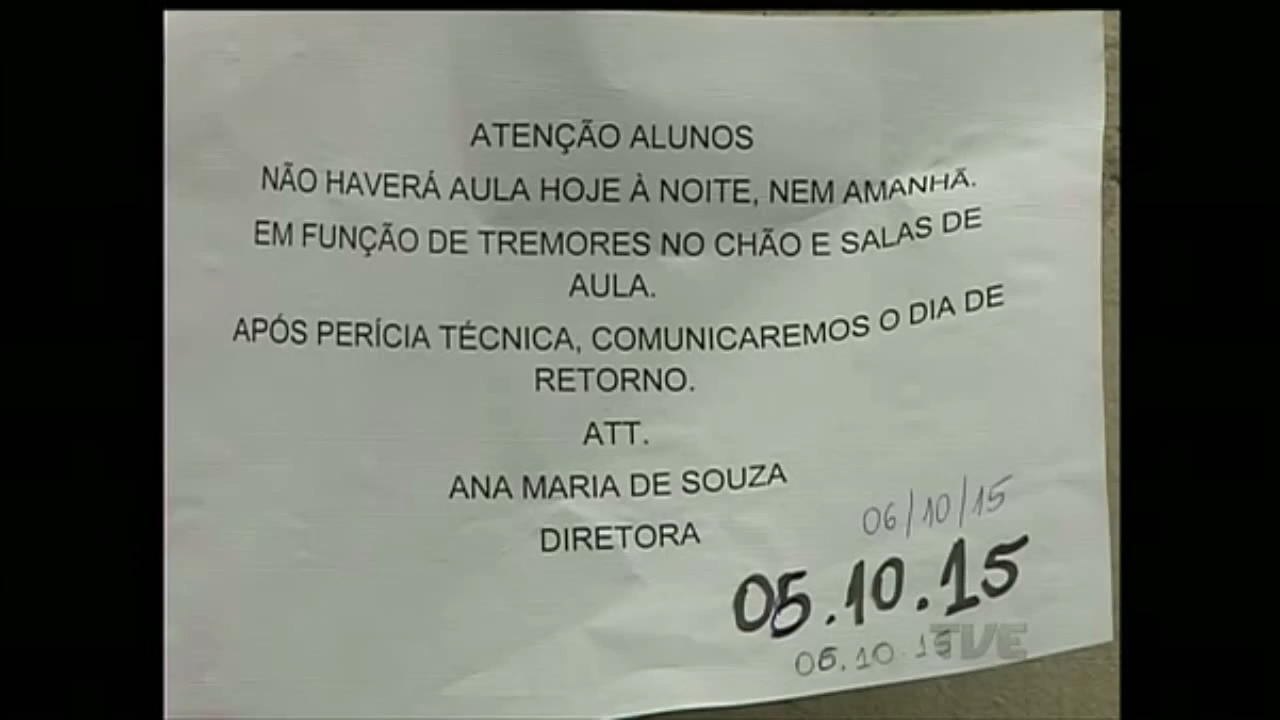 ATENÇÃO ALUNOS
NÃO HAVERÁ AULA HOJE À NOITE, NEM AMANHÃ.
EM FUNÇÃO DE TREMORES NO CHÃO E SALAS DE
AULA.
APÓS PERÍCIA TÉCNICA, COMUNICAREMOS O DIA DE
RETORNO.
ATT.
ANA MARIA DE SOUZA
DIRETORA
06/10/15
05.10.15
06.10.15
TVE